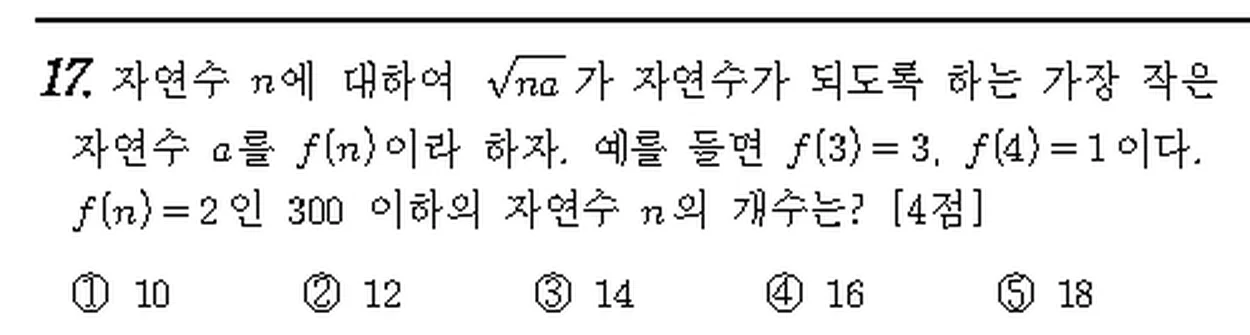 17. 자연수 n에 대하여 √na 가 자연수가 되도록 하는 가장 작은
자연수 a를 f(n)이라 하자. 예를 들면 f(3)=3, f(4)=1이다.
f(n)=2인 300 이하의 자연수 n의 개수는? [4점]
① 10 ② 12 ③ 14 ④ 16 ⑤ 18